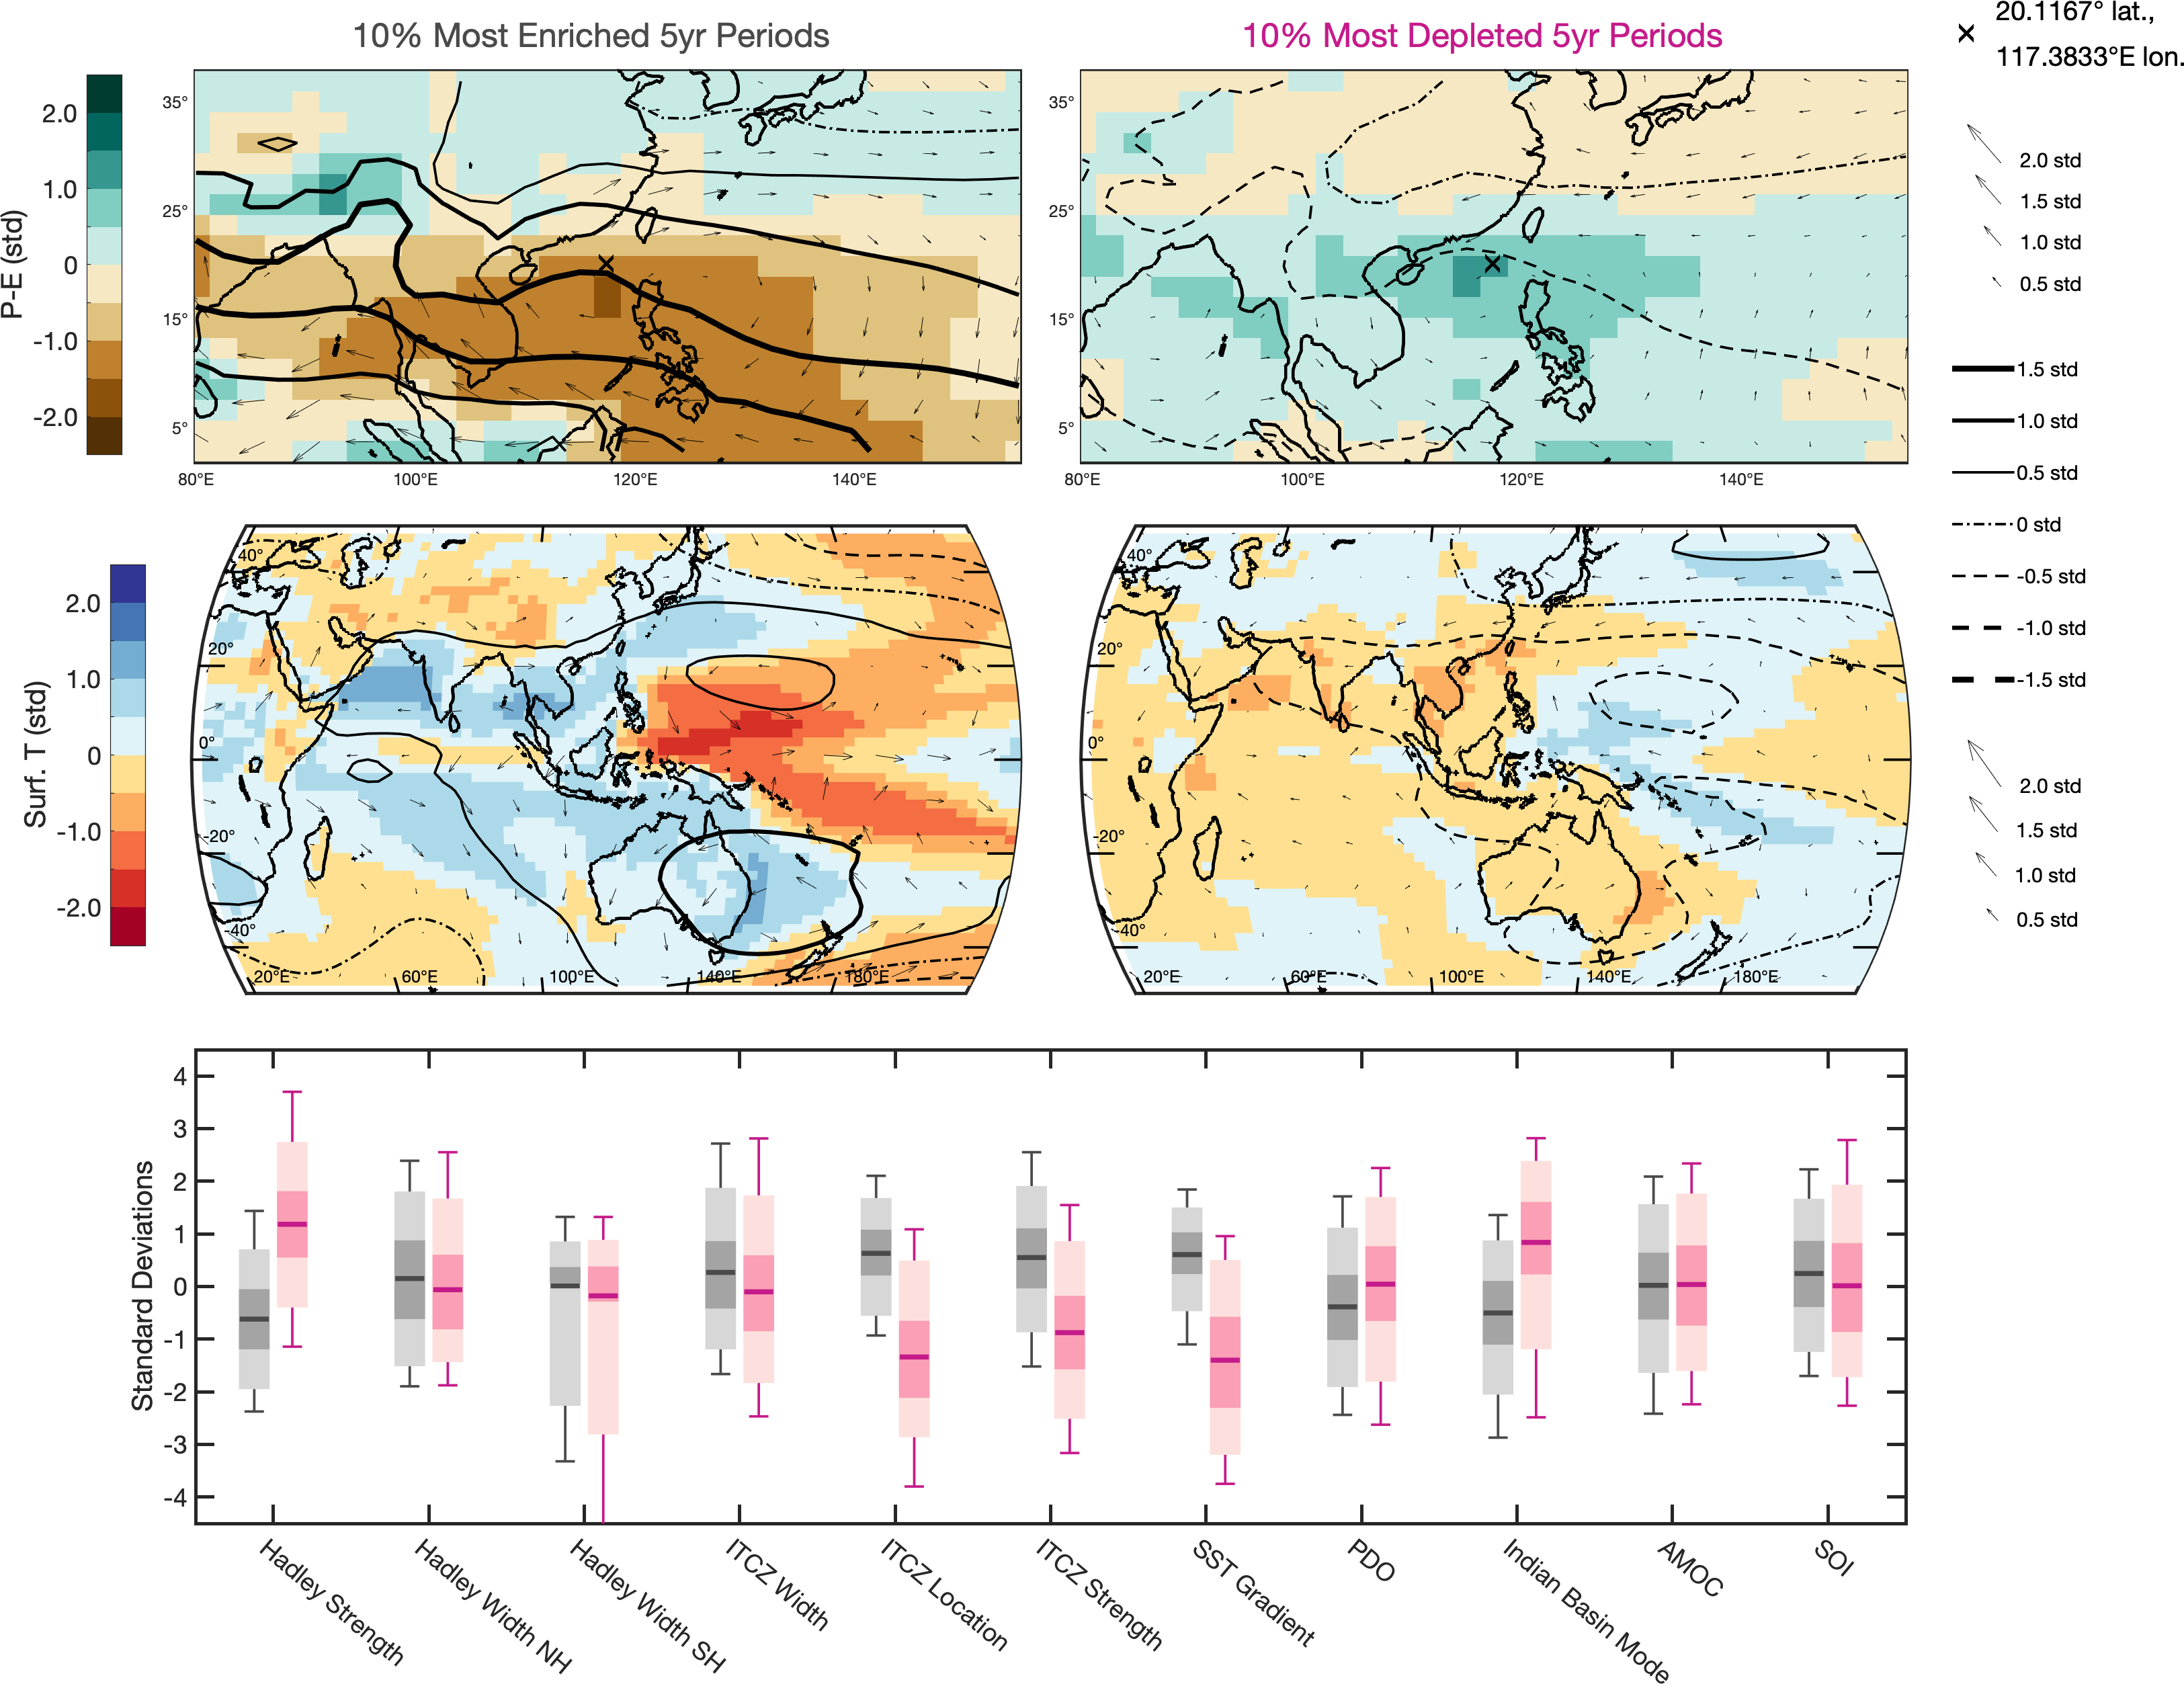 10% Most Enriched 5yr Periods
10% Most Depleted 5yr Periods
20.1167° lat.,
117.3833°E lon.
P-E (std)
2.0
1.0
0
-1.0
-2.0
35°
25°
15°
5°
80°E
100°E
120°E
140°E
35°
25°
15°
5°
80°E
100°E
120°E
140°E
2.0 std
1.5 std
1.0 std
0.5 std
1.5 std
1.0 std
0.5 std
0 std
-0.5 std
-1.0 std
-1.5 std
Surf. T (std)
2.0
1.0
0
-1.0
-2.0
40°
20°
0°
-20°
-40°
20°E
60°E
100°E
140°E
180°E
40°
20°
0°
-20°
-40°
20°E
60°E
100°E
140°E
180°E
2.0 std
1.5 std
1.0 std
0.5 std
Standard Deviations
4
3
2
1
0
-1
-2
-3
-4
Hadley Strength
Hadley Width NH
Hadley Width SH
ITCZ Width
ITCZ Location
ITCZ Strength
SST Gradient
PDO
Indian Basin Mode
AMOC
SOI